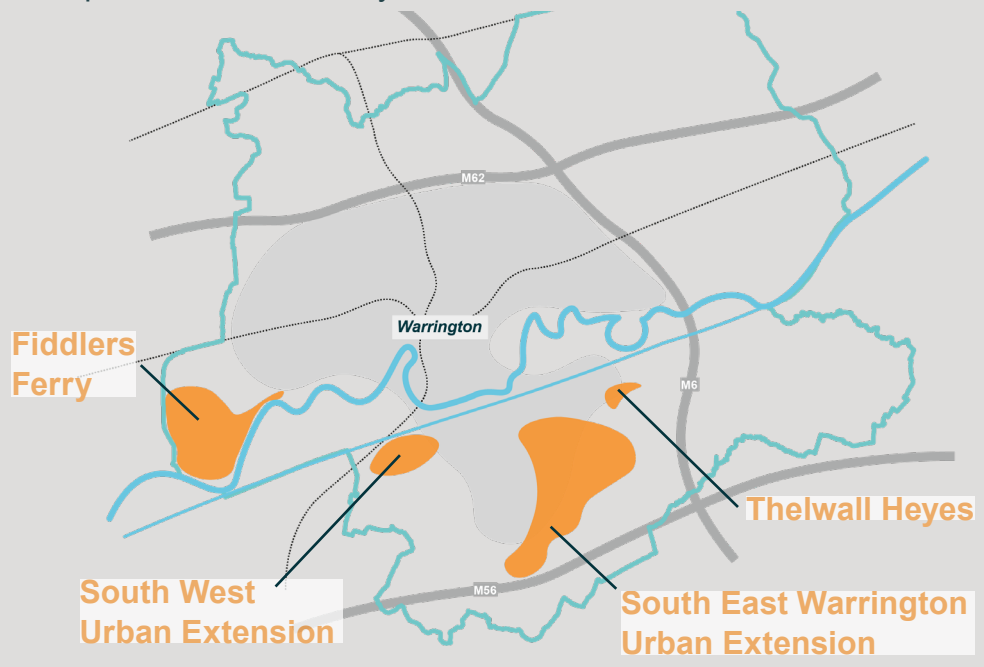 M62
Warrington
Fiddlers
Ferry
M6
Thelwall Heyes
South West
Urban Extension
M56
South East Warrington
Urban Extension